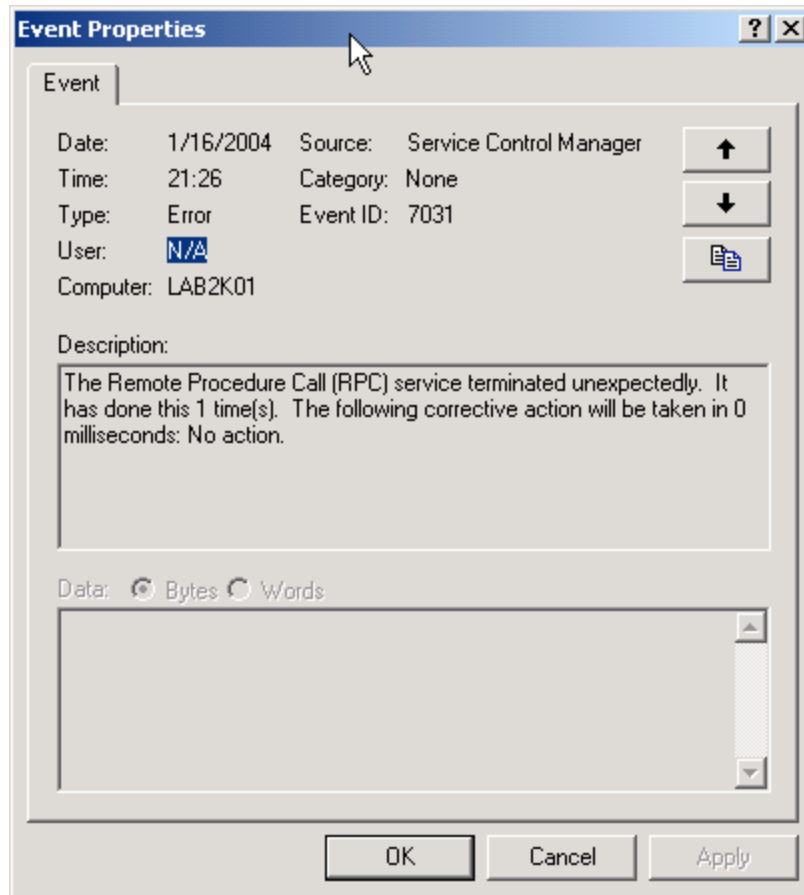 Event Properties
Event
Date: 1/16/2004 Source: Service Control Manager
Time: 21:26 Category: None
Type: Error Event ID: 7031
User: N/A
Computer: LAB2K01
Description:
The Remote Procedure Call (RPC) service terminated unexpectedly. It
has done this 1 time(s). The following corrective action will be taken in 0
milliseconds: No action.
Data: Bytes Words
OK Cancel Apply